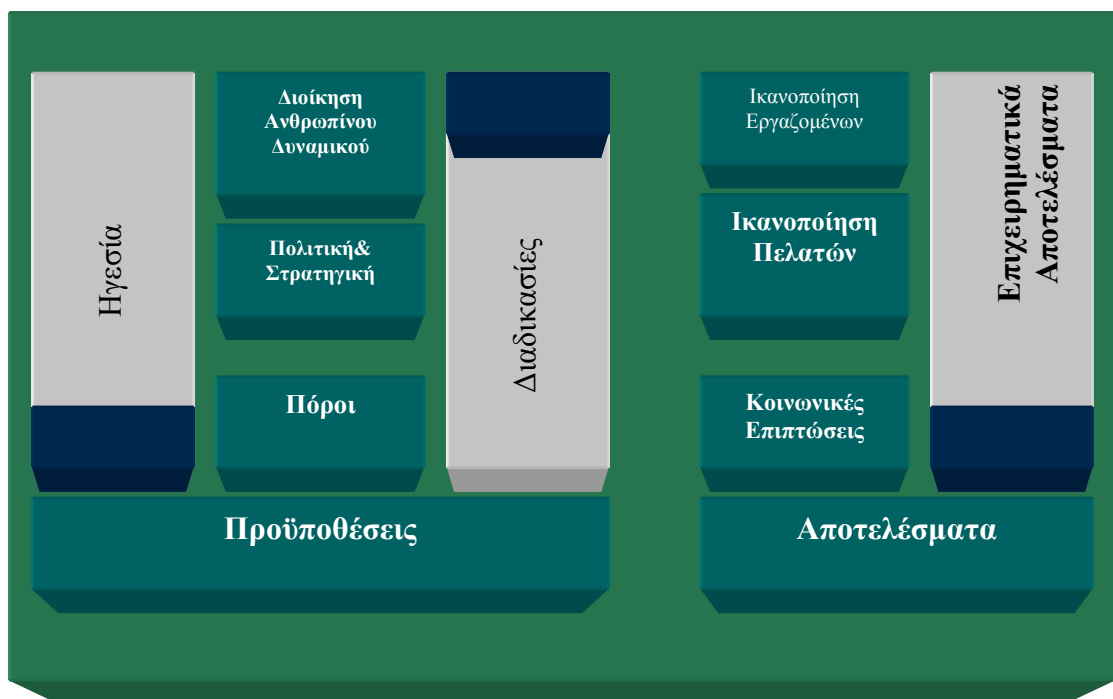 Ηγεσία
Διοίκηση
Ανθρωπίνου
Δυναμικού
Πολιτική&
Στρατηγική
Πόροι
Διαδικασίες
Προϋποθέσεις
Ικανοποίηση
Εργαζομένων
Ικανοποίηση
Πελατών
Κοινωνικές
Επιπτώσεις
Επιχειρηματικά
Αποτελέσματα
Αποτελέσματα